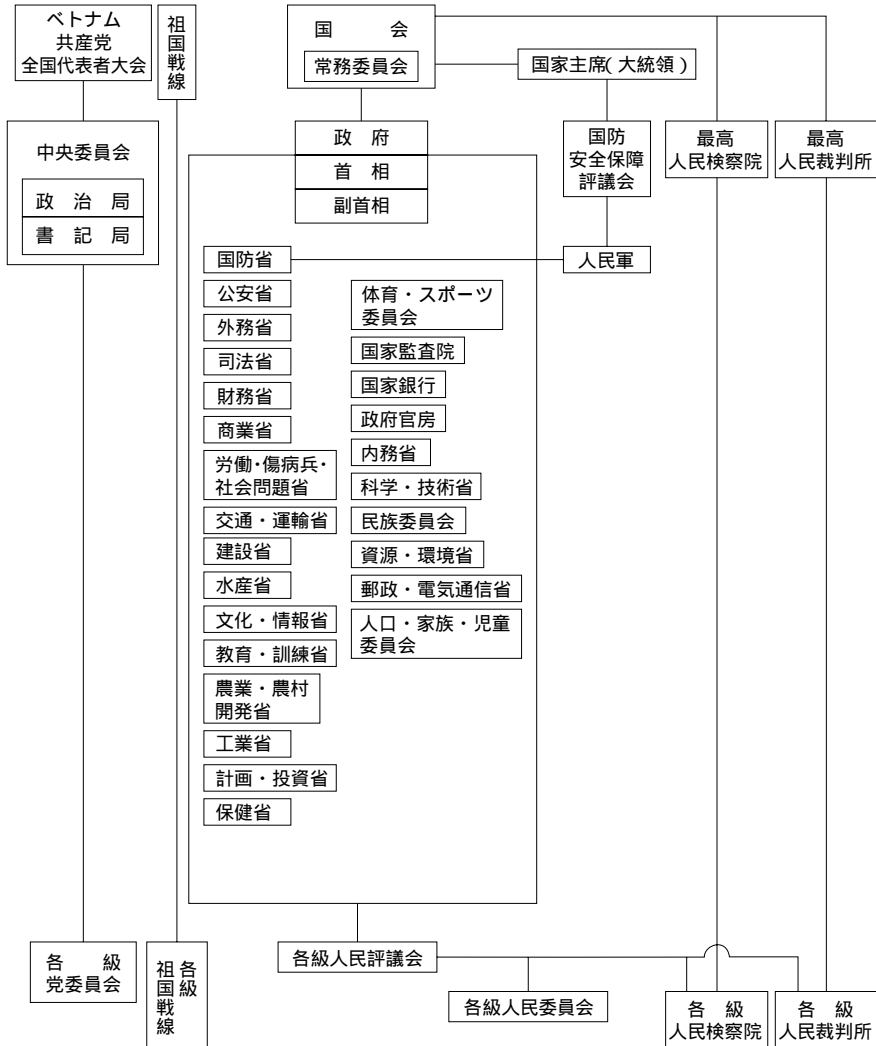 ベトナム
共産党
全国代表者大会
祖国戦線
国　　会
常務委員会
国家主席(大統領)
中央委員会
政　治　局
書　記　局
政　府
首　相
副首相
国防
安全保障
評議会
最高
人民検察院
最高
人民裁判所
国防省
人民軍
公安省
外務省
司法省
財務省
商業省
労働・傷病兵・
社会問題省
交通・運輸省
建設省
水産省
文化・情報省
教育・訓練省
農業・農村
開発省
工業省
計画・投資省
保健省
体育・スポーツ
委員会
国家監査院
国家銀行
政府官房
内務省
科学・技術省
民族委員会
資源・環境省
郵政・電気通信省
人口・家族・児童
委員会
各　　級
党委員会
各級
祖国戦線
各級人民評議会
各級人民委員会
各　級
人民検察院
各　級
人民裁判所